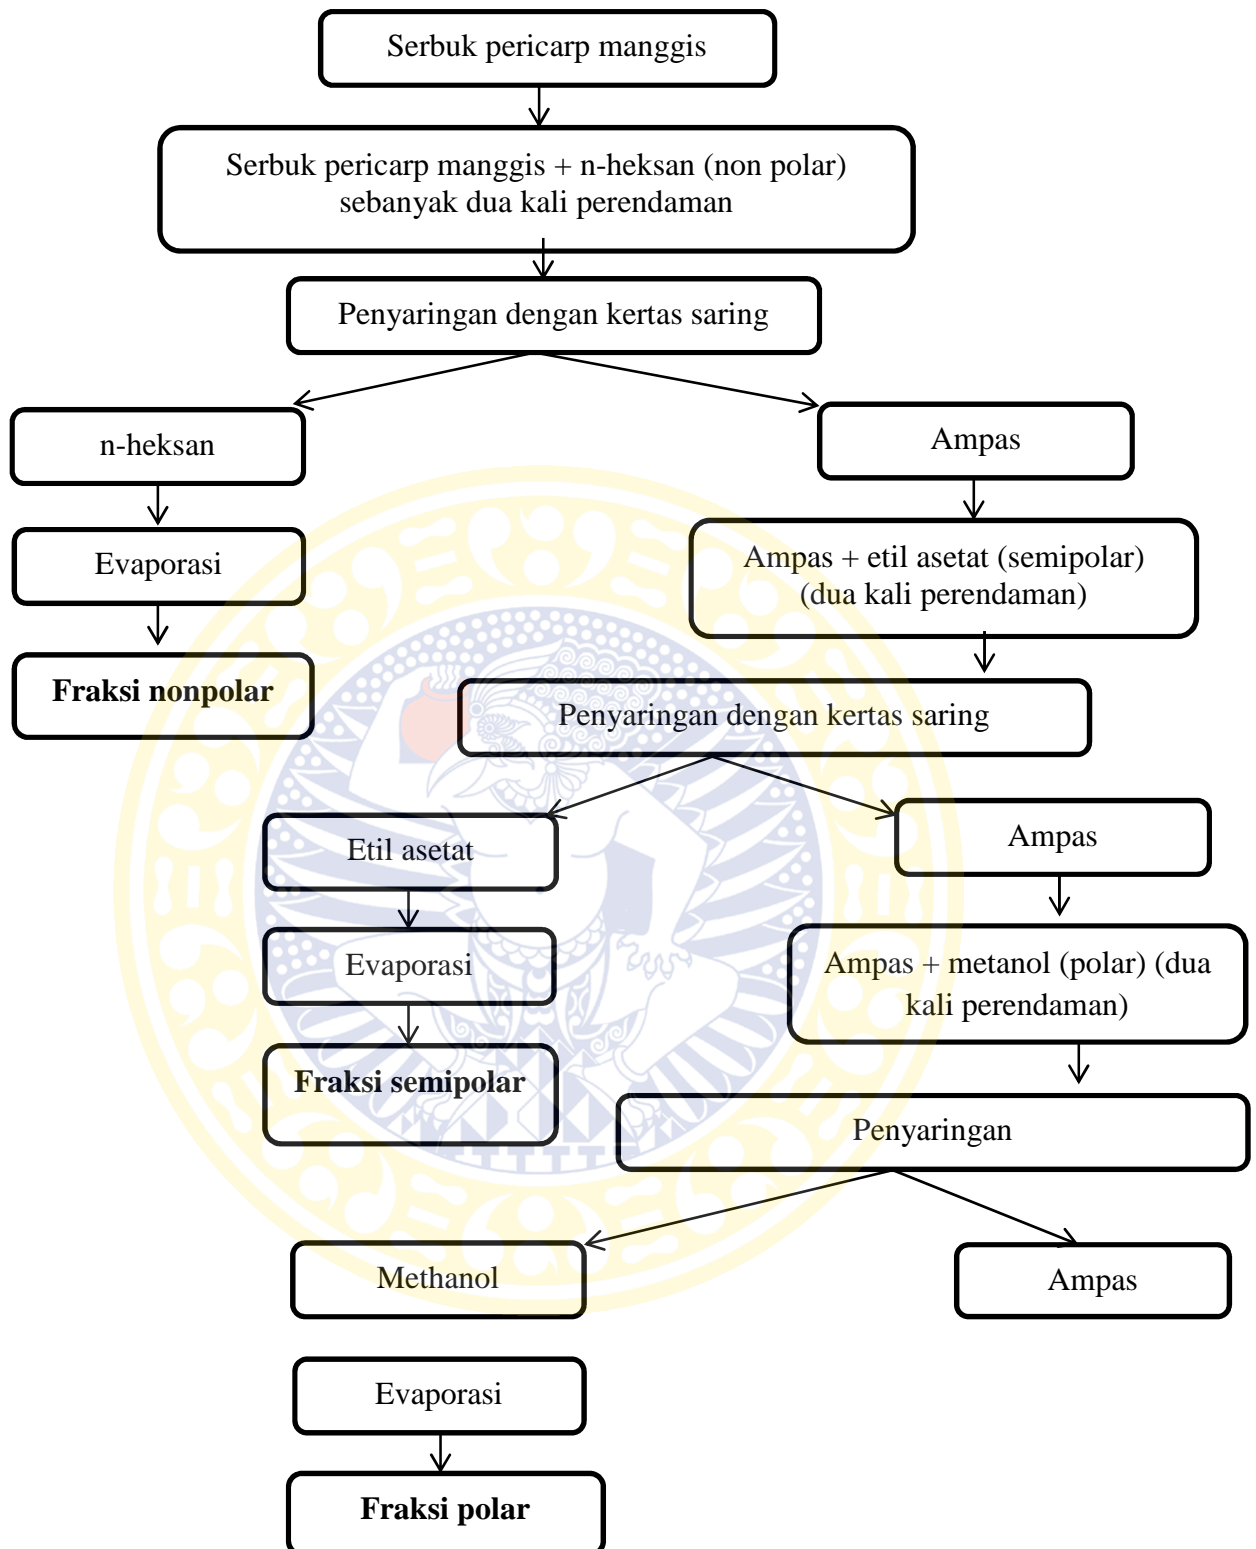 Serbuk pericarp manggis
Serbuk pericarp manggis + n-heksan (non polar)
sebanyak dua kali perendaman
Penyaringan dengan kertas saring
n-heksan
Ampas
Evaporasi
Ampas + etil asetat (semipolar)
(dua kali perendaman)
Fraksi nonpolar
Penyaringan dengan kertas saring
Etil asetat
Ampas
Evaporasi
Ampas + metanol (polar) (dua
kali perendaman)
Fraksi semipolar
Penyaringan
Methanol
Ampas
Evaporasi
Fraksi polar